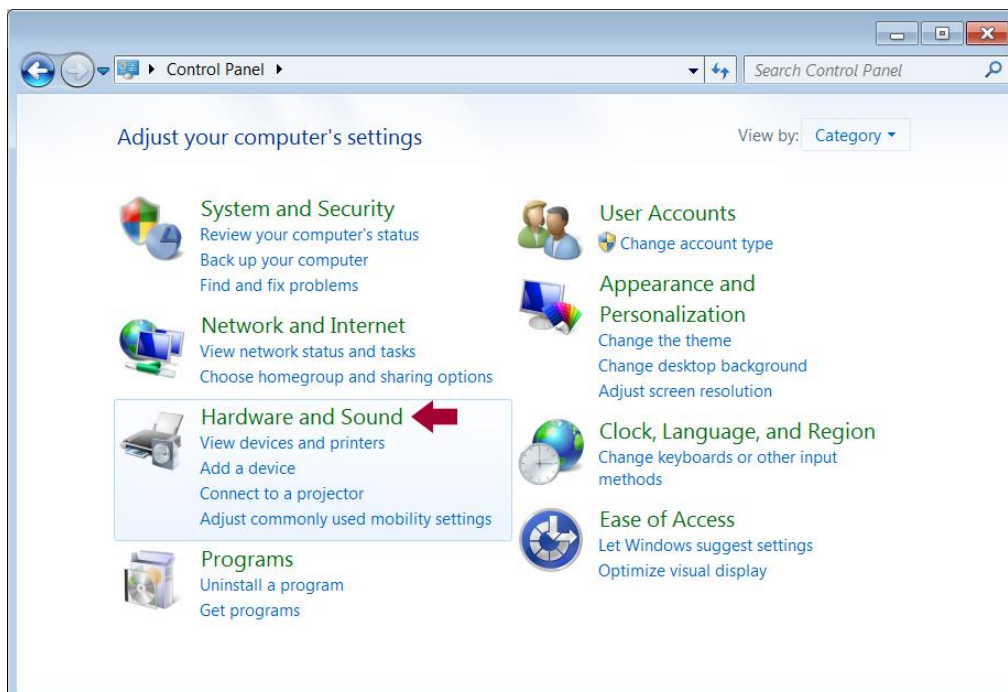 Control Panel
Search Control Panel
Adjust your computer's settings
View by: Category
System and Security
Review your computer's status
Back up your computer
Find and fix problems
Network and Internet
View network status and tasks
Choose homegroup and sharing options
Hardware and Sound
View devices and printers
Add a device
Connect to a projector
Adjust commonly used mobility settings
Programs
Uninstall a program
Get programs
User Accounts
Change account type
Appearance and
Personalization
Change the theme
Change desktop background
Adjust screen resolution
Clock, Language, and Region
Change keyboards or other input
methods
Ease of Access
Let Windows suggest settings
Optimize visual display